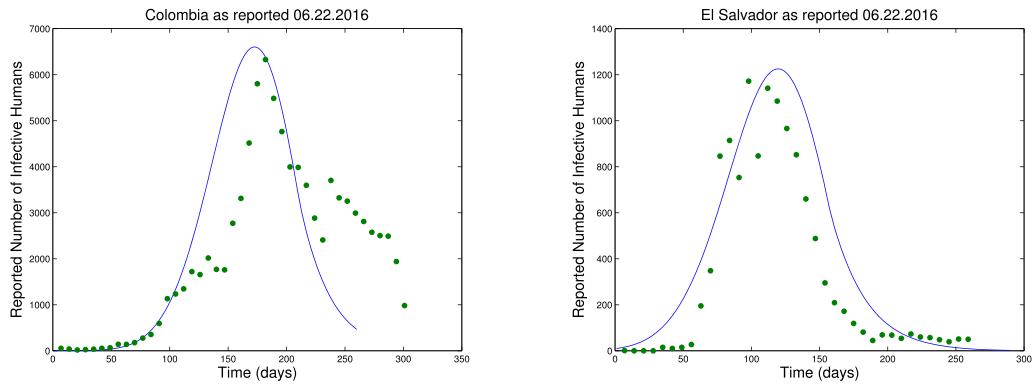 Colombia as reported 06.22.2016
7000
6000
5000
4000
3000
2000
1000
0
Reported Number of Infective Humans
0 50 100 150 200 250 300 350
Time (days)
El Salvador as reported 06.22.2016
1400
1200
1000
800
600
400
200
0
Reported Number of Infective Humans
0 50 100 150 200 250 300
Time (days)